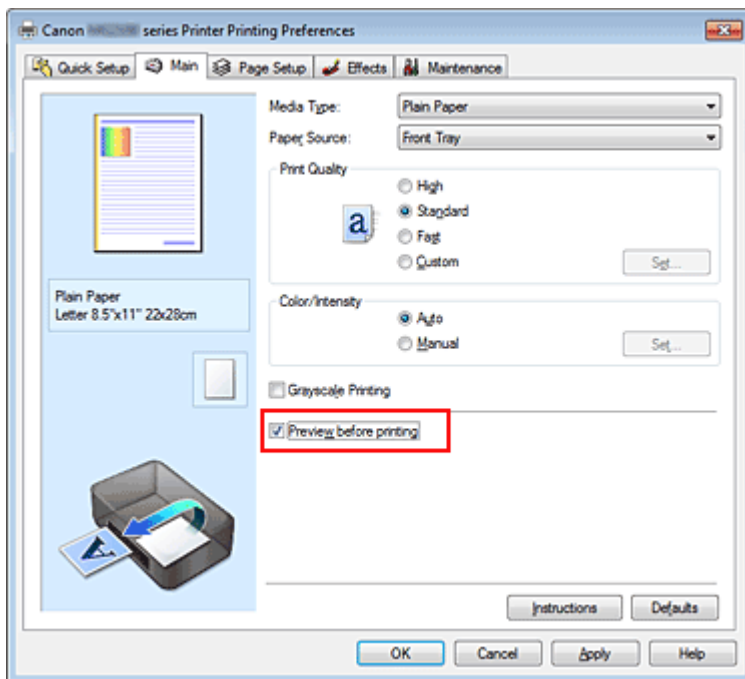 Canon series Printer Printing Preferences
Quick Setup Main Page Setup Effects Maintenance
Media Type: Plain Paper
Paper Source: Front Tray
Print Quality
High
a Standard
Fast
Custom Set...
Plain Paper
Letter 8.5"x11" 22x28cm
Color/Intensity
Auto
Manual Set...
Grayscale Printing
Preview before printing
A
Instructions Defaults
OK Cancel Apply Help